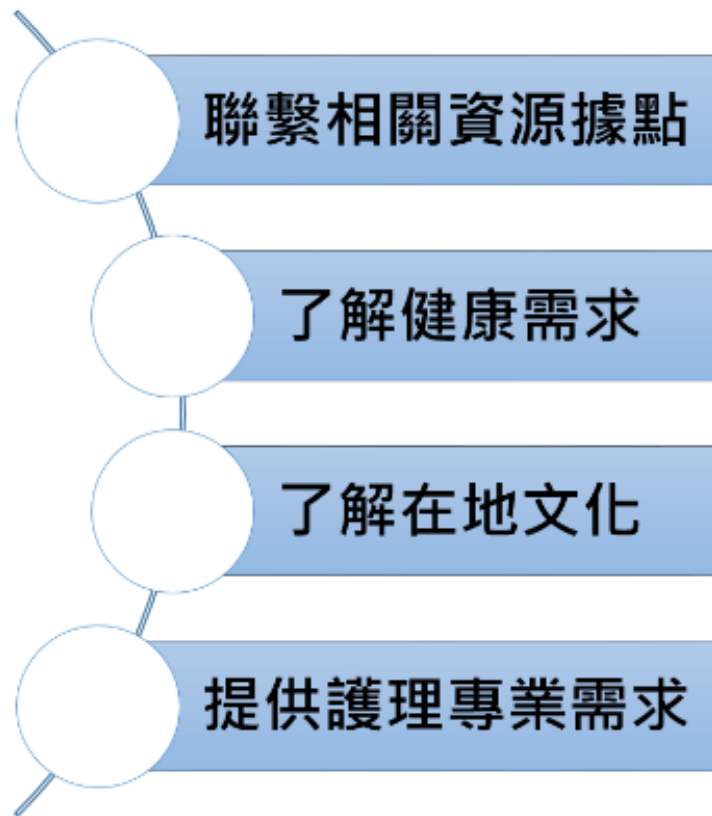 聯繫相關資源據點
了解健康需求
了解在地文化
提供護理專業需求